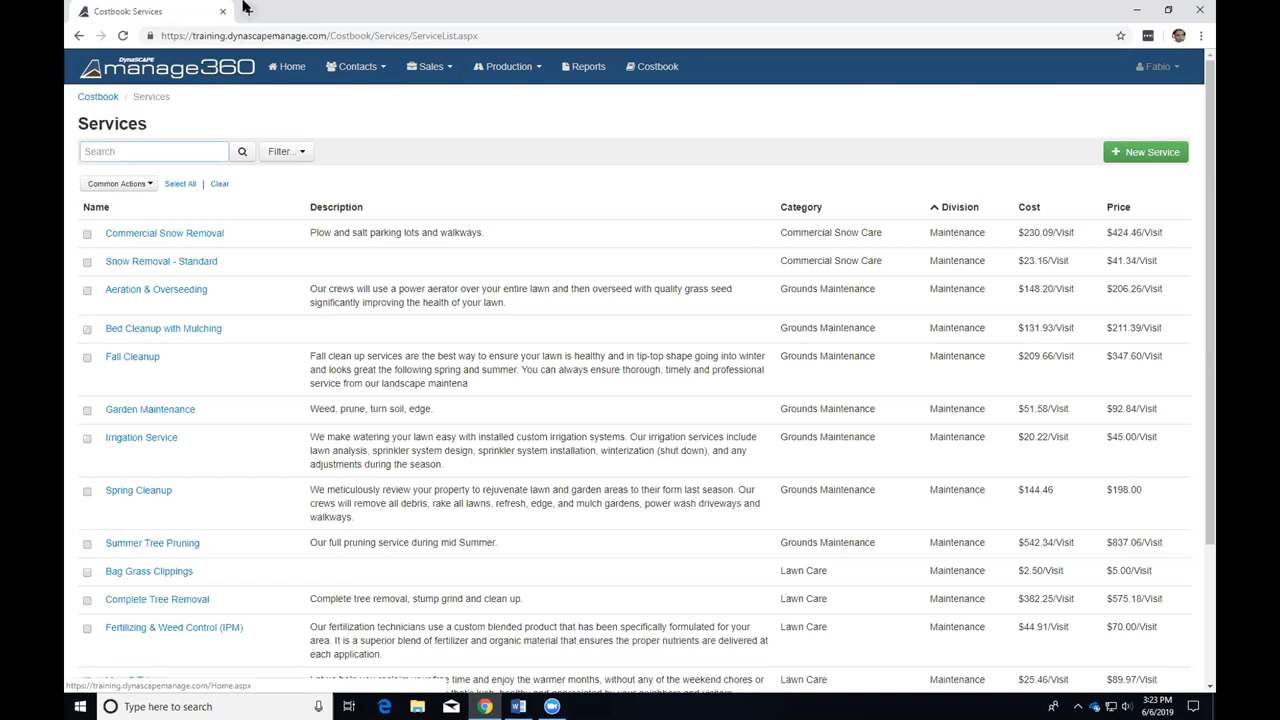 Costbook: Services
https://training.dynascapemanage.com/Costbook/Services/ServiceList.aspx
DynaSCAPE
manage360
Home
Contacts
Sales
Production
Reports
Costbook
Fabio
Costbook / Services
Services
Search
Filter...
+ New Service
Common Actions
Select All | Clear
Name Description Category Division Cost Price
Commercial Snow Removal Plow and salt parking lots and walkways. Commercial Snow Care Maintenance $230.09/Visit $424.46/Visit
Snow Removal - Standard Commercial Snow Care Maintenance $23.16/Visit $41.34/Visit
Aeration & Overseeding Our crews will use a power aerator over your entire lawn and then overseed with quality grass seed Grounds Maintenance Maintenance $148.20/Visit $206.26/Visit
significantly improving the health of your lawn.
Bed Cleanup with Mulching Grounds Maintenance Maintenance $131.93/Visit $211.39/Visit
Fall Cleanup Fall clean up services are the best way to ensure your lawn is healthy and in tip-top shape going into winter Grounds Maintenance Maintenance $209.66/Visit $347.60/Visit
and looks great the following spring and summer. You can always ensure thorough, timely and professional
service from our landscape maintena
Garden Maintenance Weed, prune, turn soil, edge. Grounds Maintenance Maintenance $51.58/Visit $92.84/Visit
Irrigation Service We make watering your lawn easy with installed custom irrigation systems. Our irrigation services include Grounds Maintenance Maintenance $20.22/Visit $45.00/Visit
lawn analysis, sprinkler system design, sprinkler system installation, winterization (shut down), and any
adjustments during the season.
Spring Cleanup We meticulously review your property to rejuvenate lawn and garden areas to their form last season. Our Grounds Maintenance Maintenance $144.46 $198.00
crews will remove all debris, rake all lawns, refresh, edge, and mulch gardens, power wash driveways and
walkways.
Summer Tree Pruning Our full pruning service during mid Summer. Grounds Maintenance Maintenance $542.34/Visit $837.06/Visit
Bag Grass Clippings Lawn Care Maintenance $2.50/Visit $5.00/Visit
Complete Tree Removal Complete tree removal, stump grind and clean up. Lawn Care Maintenance $382.25/Visit $575.18/Visit
Fertilizing & Weed Control (IPM) Our fertilization technicians use a custom blended product that has been specifically formulated for your Lawn Care Maintenance $44.91/Visit $70.00/Visit
area. It is a superior blend of fertilizer and organic material that ensures the proper nutrients are delivered at
each application.
time and enjoy the warmer months, without any of the weekend chores or Lawn Care Maintenance $25.46/Visit $89.97/Visit
https://training.dynascapemanage.com/Home.aspx
Type here to search
3:23 PM
6/6/2019